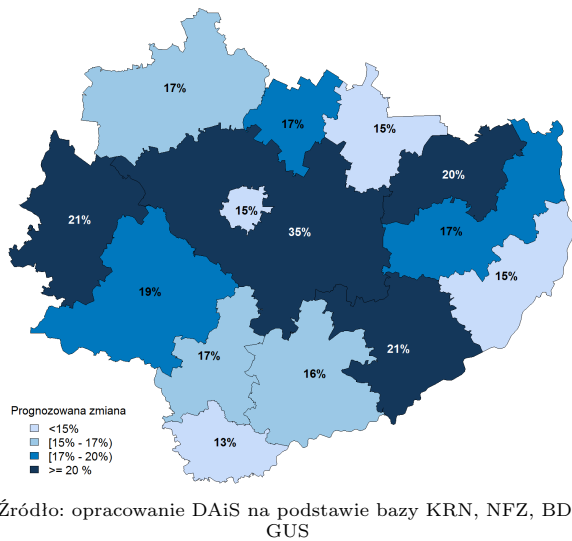 17%
17%
15%
20%
21%
15%
35%
17%
15%
19%
21%
17%
16%
13%
Prognozowana zmiana
<15%
[15% - 17%)
[17% - 20%)
>= 20 %
Źródło: opracowanie DAiS na podstawie bazy KRN, NFZ, BD
GUS